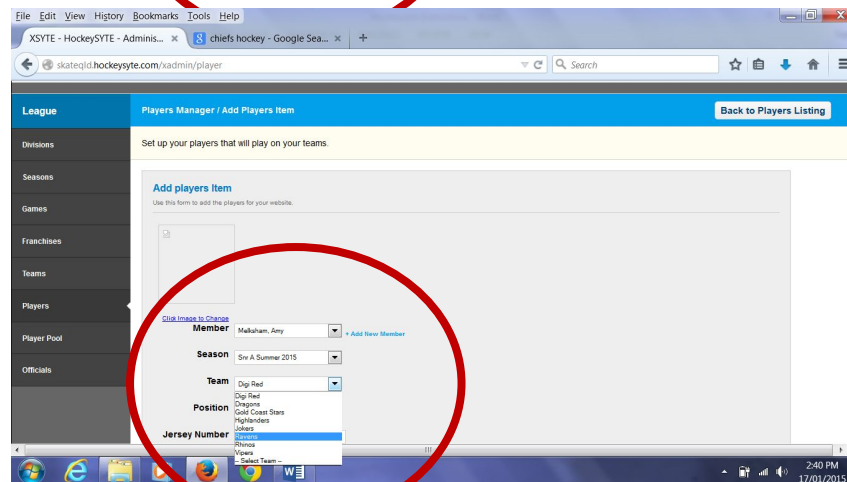 File Edit View History Bookmarks Tools Help
XSYTE - HockeySYTE - Adminis... × 8 chiefs hockey - Google Sea... × +
skateqld.hockeysyte.com/xadmin/player Search
League Players Manager / Add Players Item Back to Players Listing
Divisions Set up your players that will play on your teams.
Seasons
Add players Item
Use this form to add the players for your website.
Games
Franchises
Teams
Players
Click Image to Change
Member Melksham, Amy + Add New Member
Player Pool
Season Snr A Summer 2015
Officials
Team Digi Red
Digi Red
Dragons
Position Gold Coast Stars
Highlanders
Jokers
Jersey Number Ravens
Rhinos
Vipers
-- Select Team --
2:40 PM
17/01/2015